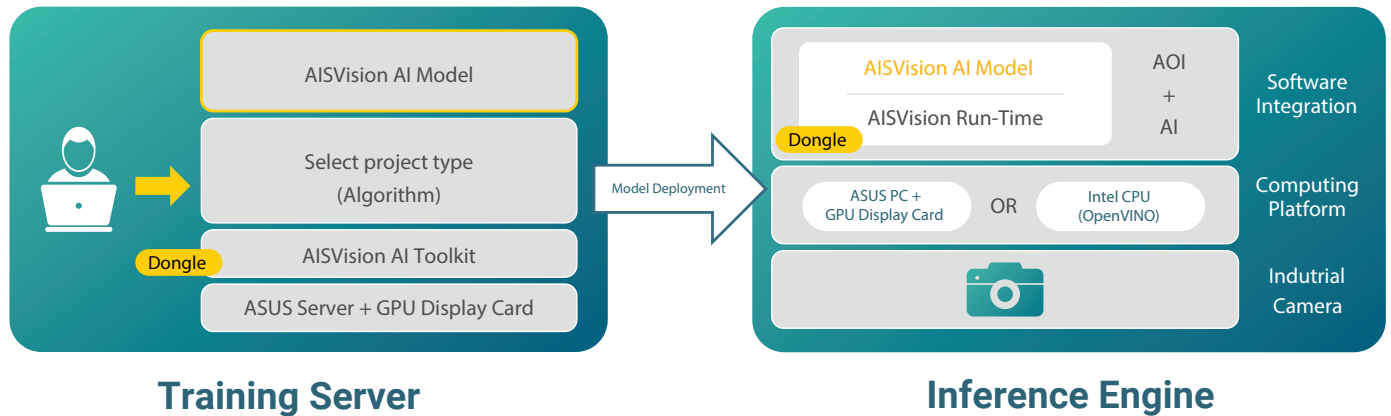 AISVision AI Model
Select project type
(Algorithm)
Dongle
AISVision AI Toolkit
ASUS Server + GPU Display Card
Training Server
Model Deployment
AISVision AI Model
AISVision Run-Time
Dongle
AOI
+
AI
Software
Integration
ASUS PC +
GPU Display Card
OR
Intel CPU
(OpenVINO)
Computing
Platform
Indutrial
Camera
Inference Engine